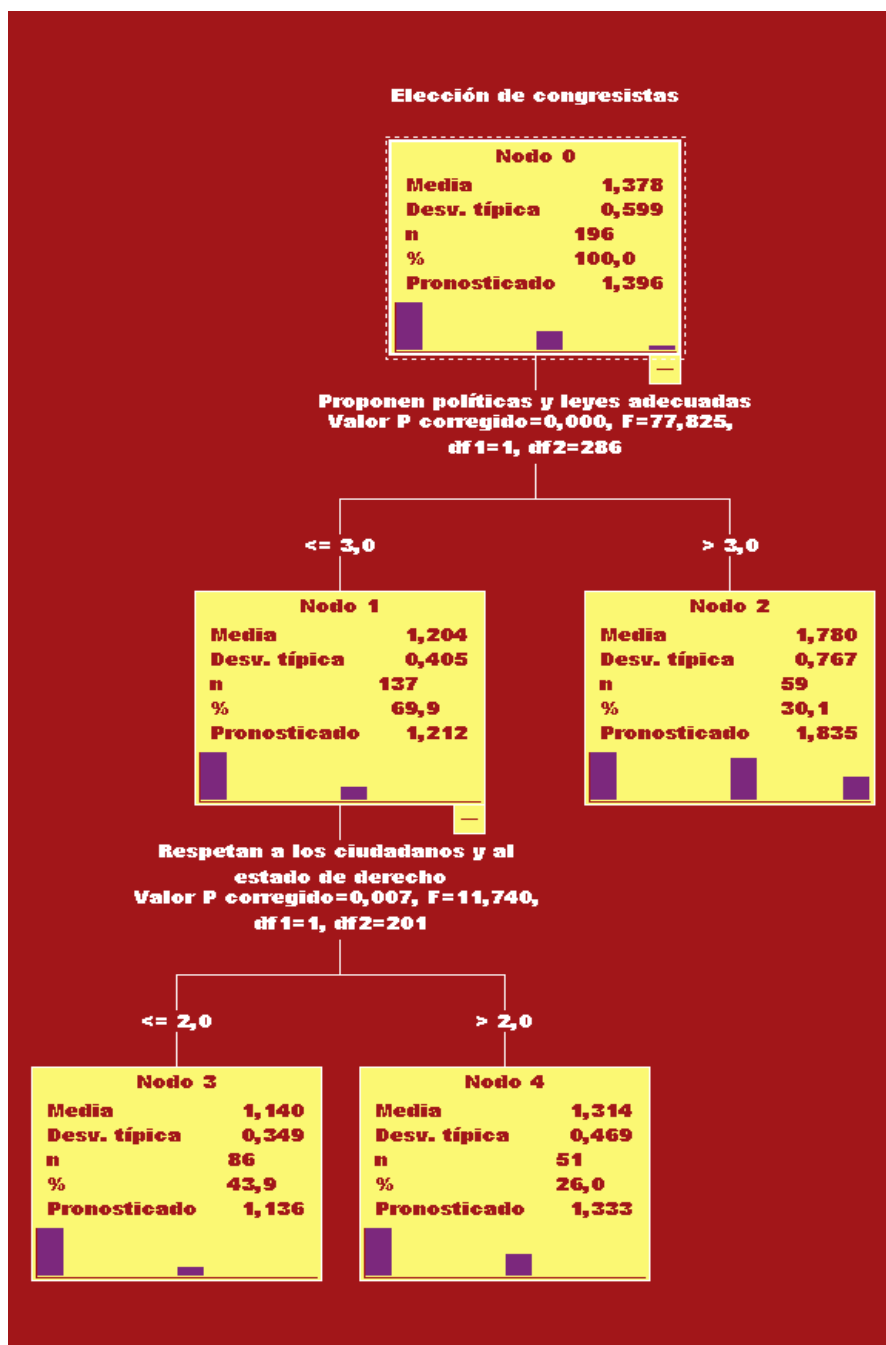 Elección de congresistas
Nodo 0
Media 1,378
Desv. típica 0,599
n 196
% 100,0
Pronosticado 1,396
Proponen políticas y leyes adecuadas
Valor P corregido=0,000, F=77,825,
df1=1, df2=286
<= 3,0
> 3,0
Nodo 1
Media 1,204
Desv. típica 0,405
n 137
% 69,9
Pronosticado 1,212
Nodo 2
Media 1,780
Desv. típica 0,767
n 59
% 30,1
Pronosticado 1,835
Respetan a los ciudadanos y al
estado de derecho
Valor P corregido=0,007, F=11,740,
df1=1, df2=201
<= 2,0
> 2,0
Nodo 3
Media 1,140
Desv. típica 0,349
n 86
% 43,9
Pronosticado 1,136
Nodo 4
Media 1,314
Desv. típica 0,469
n 51
% 26,0
Pronosticado 1,333